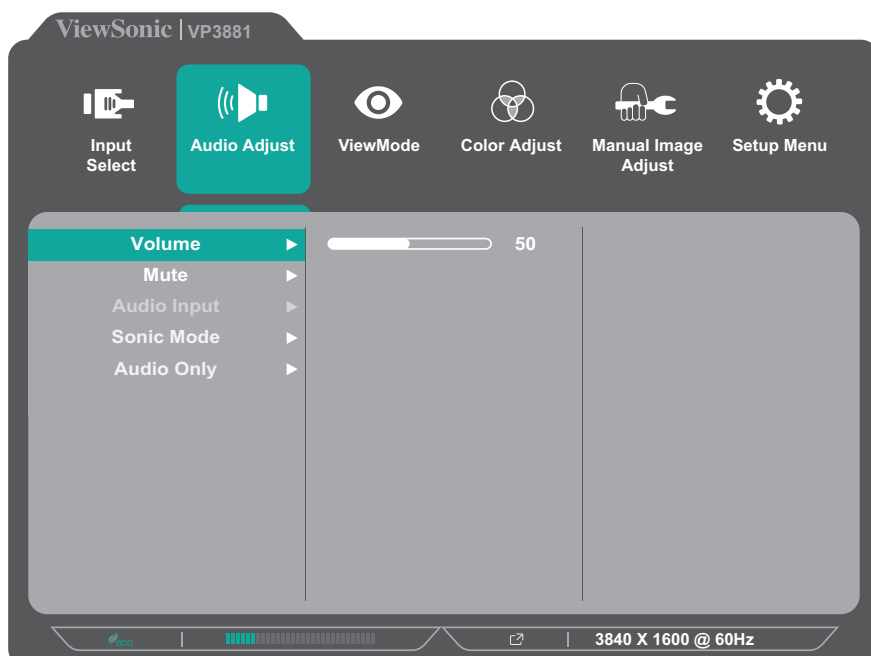 ViewSonic | VP3881
Input
Select
Audio Adjust
ViewMode
Color Adjust
Manual Image
Adjust
Setup Menu
Volume
50
Mute
Audio Input
Sonic Mode
Audio Only
eco
3840 X 1600 @ 60Hz